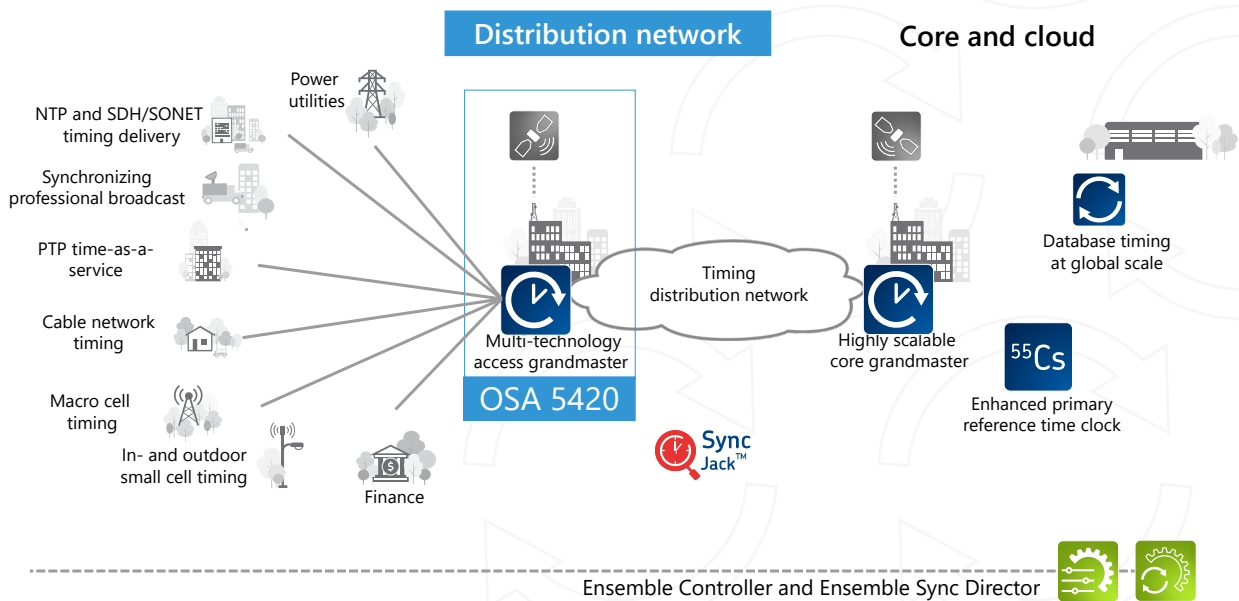 Distribution network
Core and cloud
Power
utilities
NTP and SDH/SONET
timing delivery
Synchronizing
professional broadcast
PTP time-as-a-
service
Cable network
timing
Macro cell
timing
In- and outdoor
small cell timing
Finance
$
Multi-technology
access grandmaster
OSA 5420
Timing
distribution network
Highly scalable
core grandmaster
Database timing
at global scale
⁵⁵Cs
Enhanced primary
reference time clock
Sync
Jack™
Ensemble Controller and Ensemble Sync Director